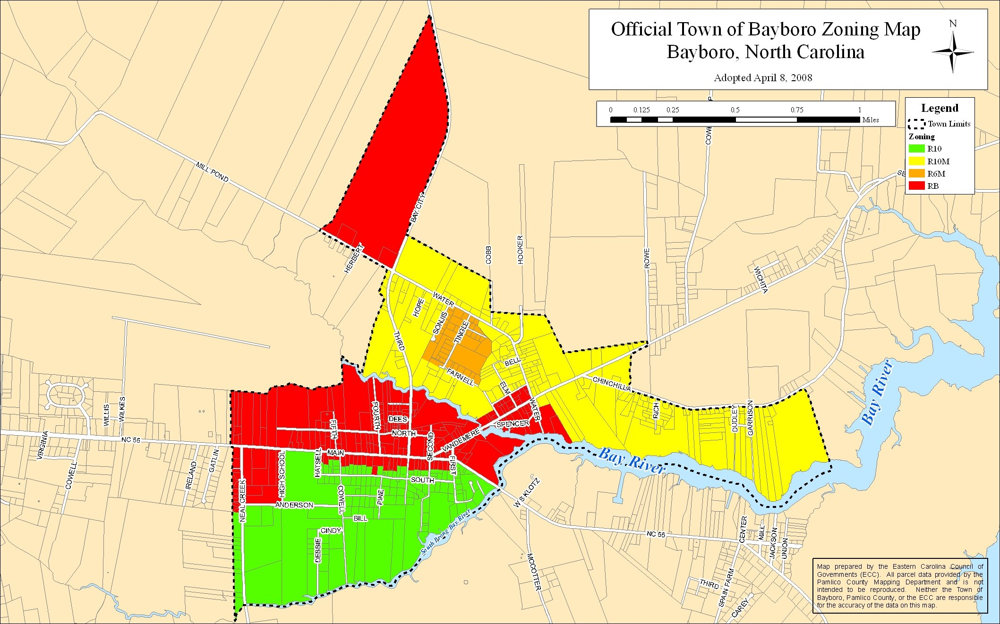 Official Town of Bayboro Zoning Map
Bayboro, North Carolina
Adopted April 8, 2008
N
0 0.125 0.25 0.5 0.75 1
Miles
Legend
Town Limits
Zoning
R10
R10M
R6M
RB
MILL POND
BAY CITY
HERBERT
COBB
HOOKER
ROWE
WICHITA
WATER
HOPE
SONJIS
TINGLE
THIRD
BELL
FARNELL
ELM
CHINCHILLA
WATER
RICH
DUDLEY
GARRISON
Bay River
WILLIS
WILKES
FOURTH
DEES
FIFTH
NORTH
SPENCER
VANDEMERE
SECOND
VIRGINIA
NC 55
MAIN
HATSELL
HIGH SCHOOL
FIRST
Bay River
COWELL
IRELAND
GATLIN
SOUTH
NEAL CREEK
COWELL
PINE
ANDERSON
W S KLOTZ
BILL
CINDY
DEBBIE
South Prong Bay River
NC 55
CENTER
MILL
JACKSON
UNION
MCCOTTER
THIRD
SPAIN FARM
CAREY
Map prepared by the Eastern Carolina Council of
Governments (ECC). All parcel data provided by the
Pamlico County Mapping Department and is not
intended to be reproduced. Neither the Town of
Bayboro, Pamlico County, or the ECC are responsible
for the accuracy of the data on this map.